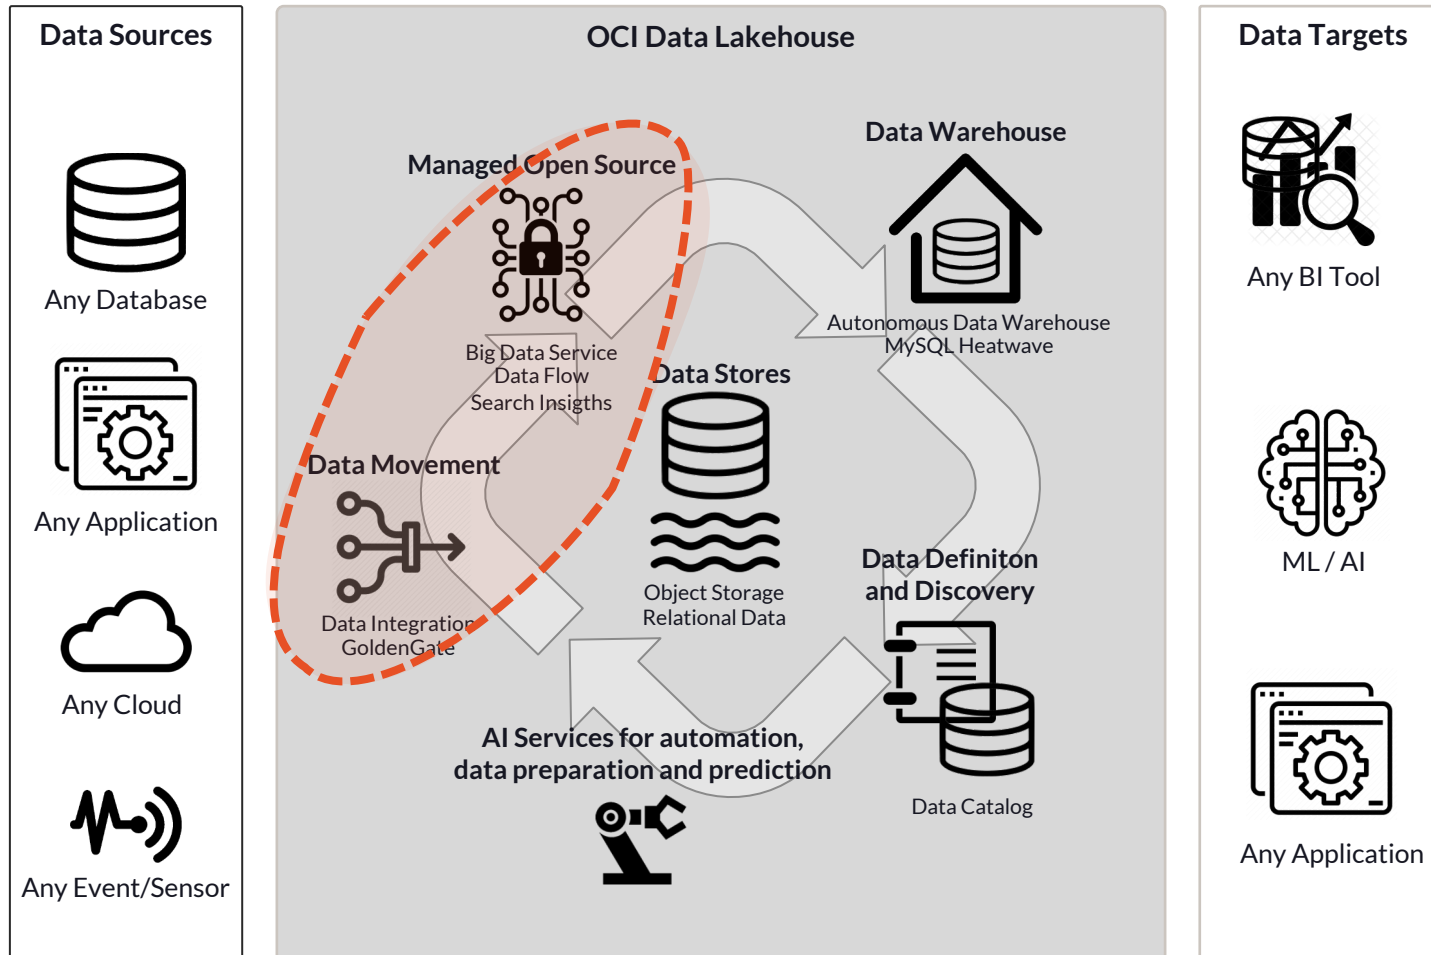 Data Sources
Any Database
Any Application
Any Cloud
Any Event/Sensor
OCI Data Lakehouse
Managed Open Source
Big Data Service
Data Flow
Search Insigths
Data Warehouse
Autonomous Data Warehouse
MySQL Heatwave
Data Stores
Object Storage
Relational Data
Data Movement
Data Integration
GoldenGate
Data Definiton
and Discovery
Data Catalog
AI Services for automation,
data preparation and prediction
Data Targets
Any BI Tool
ML / AI
Any Application